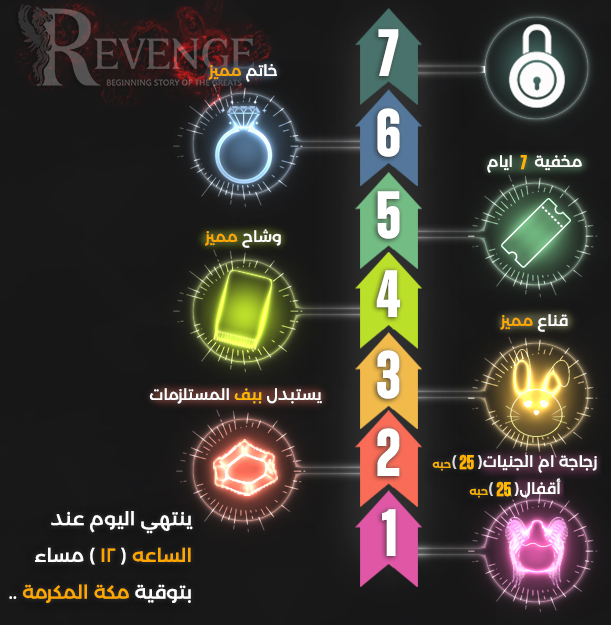 REVENGE
BEGINNING STORY OF THE GREATS
7
خاتم مميز
6
مخفية 7 ايام
5
وشاح مميز
4
قناع مميز
3
يستبدل ببف المستلزمات
2
زجاجة ام الجنيات( 25 )حبه
أقفال( 25 )حبه
1
ينتهي اليوم عند
الساعه ( ١٢ ) مساء
بتوقية مكة المكرمة ..